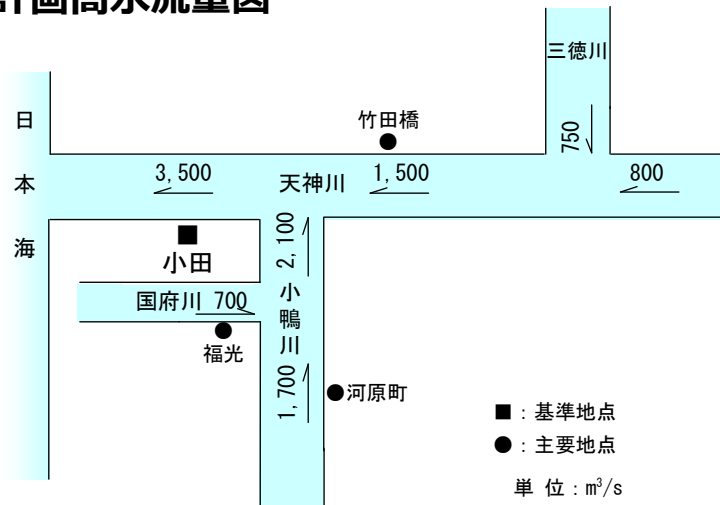 計画高水流量図
三徳川
日本海
竹田橋
750
3,500
天神川
1,500
800
2,100
小田
国府川 700
小鴨川
福光
1,700
●河原町
■：基準地点
●：主要地点
単 位：m³/s